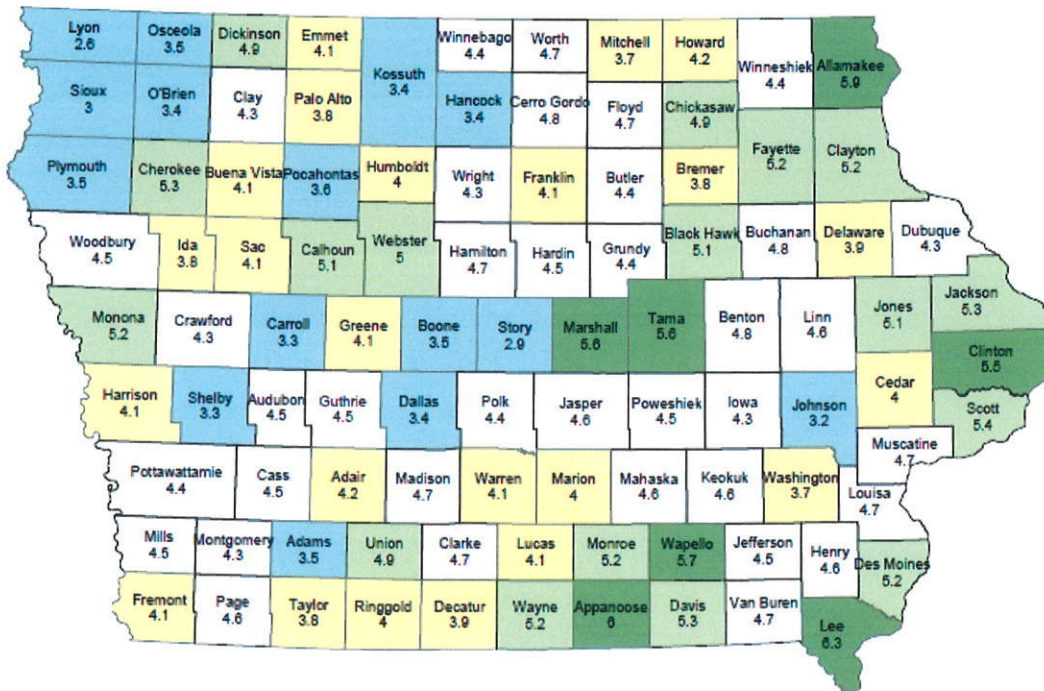 Lyon
2.6
Osceola
3.5
Dickinson
4.9
Emmet
4.1
Kossuth
3.4
Winnebago
4.4
Worth
4.7
Mitchell
3.7
Howard
4.2
Winneshiek
4.4
Allamakee
5.9
Sioux
3
O'Brien
3.4
Clay
4.3
Palo Alto
3.8
Hancock
3.4
Cerro Gordo
4.8
Floyd
4.7
Chickasaw
4.9
Plymouth
3.5
Cherokee
5.3
Buena Vista
4.1
Pocahontas
3.6
Humboldt
4
Wright
4.3
Franklin
4.1
Butler
4.4
Bremer
3.8
Fayette
5.2
Clayton
5.2
Woodbury
4.5
Ida
3.8
Sac
4.1
Calhoun
5.1
Webster
5
Hamilton
4.7
Hardin
4.5
Grundy
4.4
Black Hawk
5.1
Buchanan
4.8
Delaware
3.9
Dubuque
4.3
Monona
5.2
Crawford
4.3
Carroll
3.3
Greene
4.1
Boone
3.5
Story
2.9
Marshall
5.6
Tama
5.6
Benton
4.8
Linn
4.6
Jones
5.1
Jackson
5.3
Clinton
5.5
Harrison
4.1
Shelby
3.3
Audubon
4.5
Guthrie
4.5
Dallas
3.4
Polk
4.4
Jasper
4.6
Poweshiek
4.5
Iowa
4.3
Johnson
3.2
Cedar
4
Scott
5.4
Muscatine
4.7
Pottawattamie
4.4
Cass
4.5
Adair
4.2
Madison
4.7
Warren
4.1
Marion
4
Mahaska
4.6
Keokuk
4.6
Washington
3.7
Louisa
4.7
Mills
4.5
Montgomery
4.3
Adams
3.5
Union
4.9
Clarke
4.7
Lucas
4.1
Monroe
5.2
Wapello
5.7
Jefferson
4.5
Henry
4.6
Des Moines
5.2
Fremont
4.1
Page
4.6
Taylor
3.8
Ringgold
4
Decatur
3.9
Wayne
5.2
Appanoose
6
Davis
5.3
Van Buren
4.7
Lee
6.3